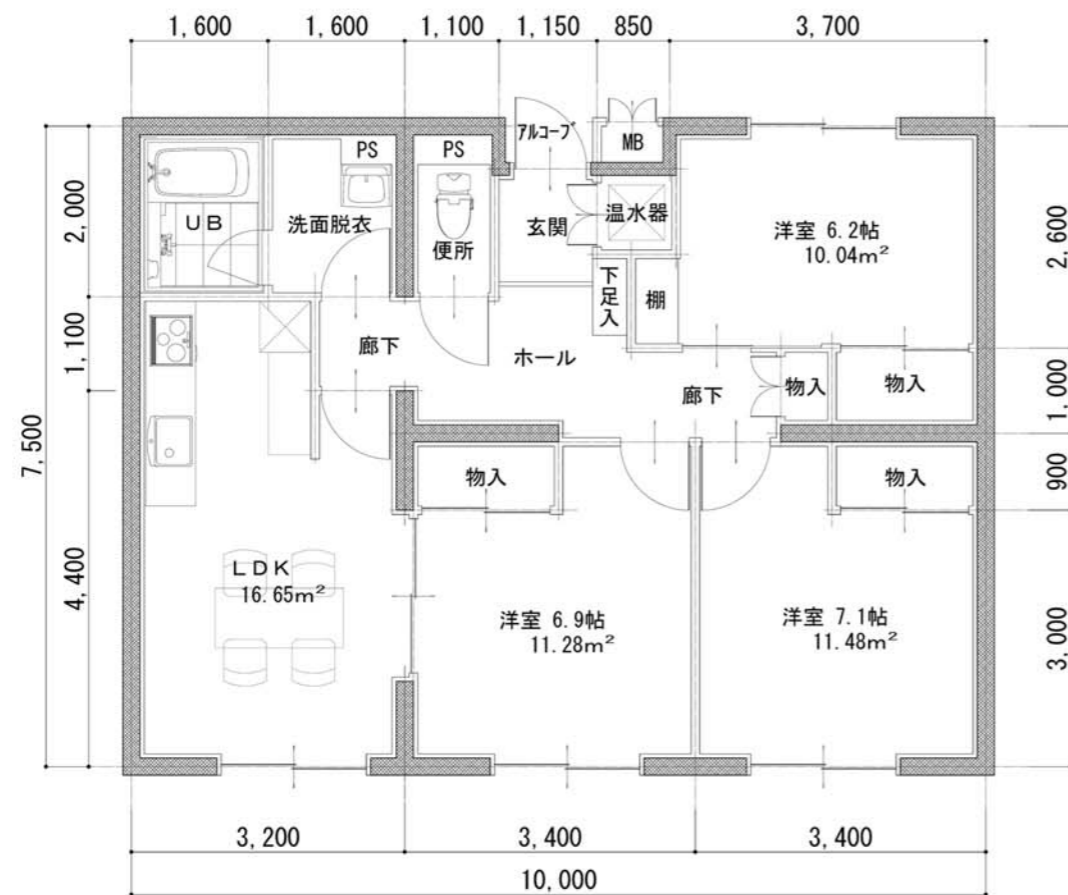 1,600
1,600
1,100
1,150
850
3,700
PS
PS
アルコーブ
MB
2,000
UB
洗面脱衣
便所
玄関
温水器
洋室 6.2帖
10.04m²
2,600
下足入
棚
1,100
廊下
ホール
廊下
物入
物入
1,000
7,500
物入
物入
900
4,400
LDK
16.65m²
洋室 6.9帖
11.28m²
洋室 7.1帖
11.48m²
3,000
3,200
3,400
3,400
10,000